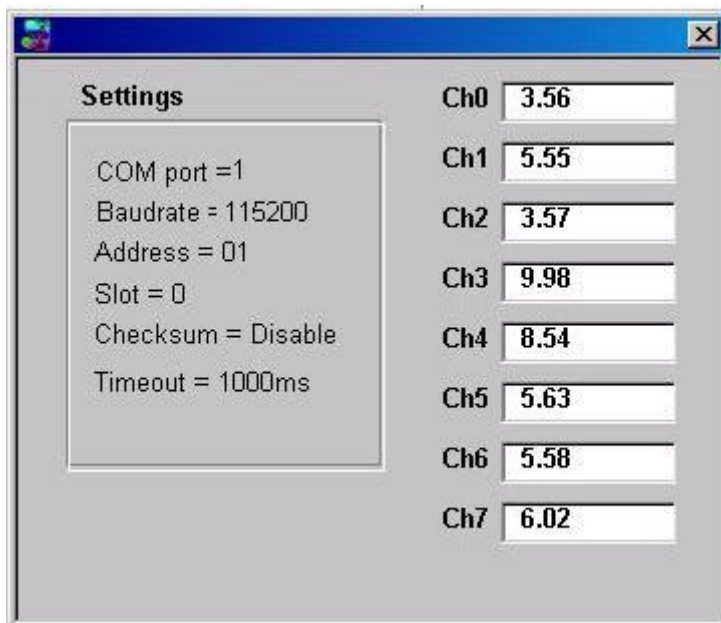 Settings
COM port =1
Baudrate = 115200
Address = 01
Slot = 0
Checksum = Disable
Timeout = 1000ms
Ch0 3.56
Ch1 5.55
Ch2 3.57
Ch3 9.98
Ch4 8.54
Ch5 5.63
Ch6 5.58
Ch7 6.02